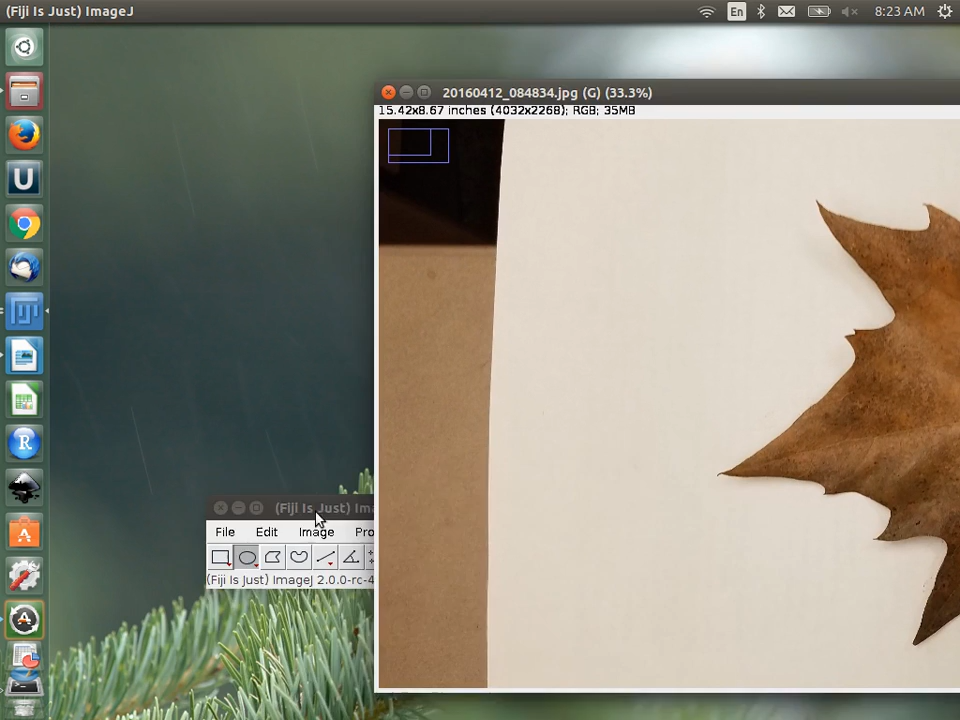 (Fiji Is Just) ImageJ
En
8:23 AM
20160412_084834.jpg (G) (33.3%)
15.42x8.67 inches (4032x2268); RGB; 35MB
U
R
A
A
(Fiji Is Just) Ima
File Edit Image Pro
(Fiji Is Just) ImageJ 2.0.0-rc-4